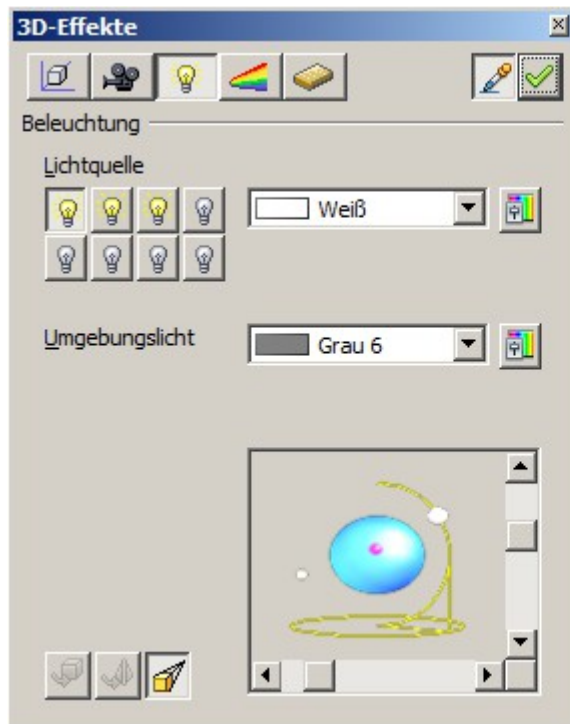 3D-Effekte
Beleuchtung
Lichtquelle
Weiß
Umgebungslicht
Grau 6